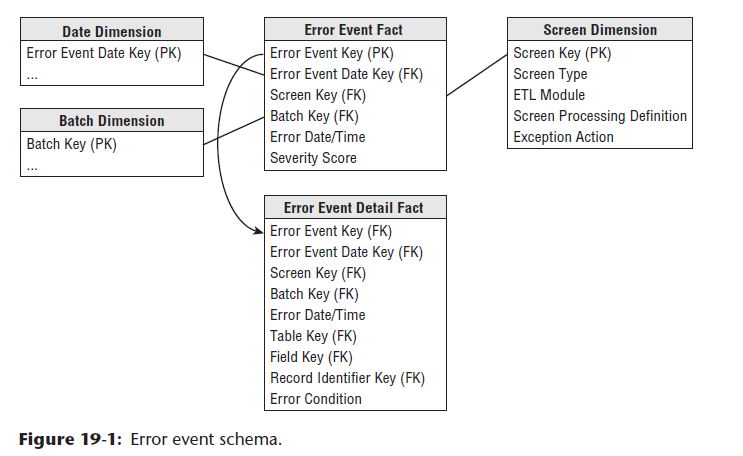 Date Dimension
Error Event Date Key (PK)
...
Batch Dimension
Batch Key (PK)
...
Error Event Fact
Error Event Key (PK)
Error Event Date Key (FK)
Screen Key (FK)
Batch Key (FK)
Error Date/Time
Severity Score
Screen Dimension
Screen Key (PK)
Screen Type
ETL Module
Screen Processing Definition
Exception Action
Error Event Detail Fact
Error Event Key (FK)
Error Event Date Key (FK)
Screen Key (FK)
Batch Key (FK)
Error Date/Time
Table Key (FK)
Field Key (FK)
Record Identifier Key (FK)
Error Condition
Figure 19-1: Error event schema.